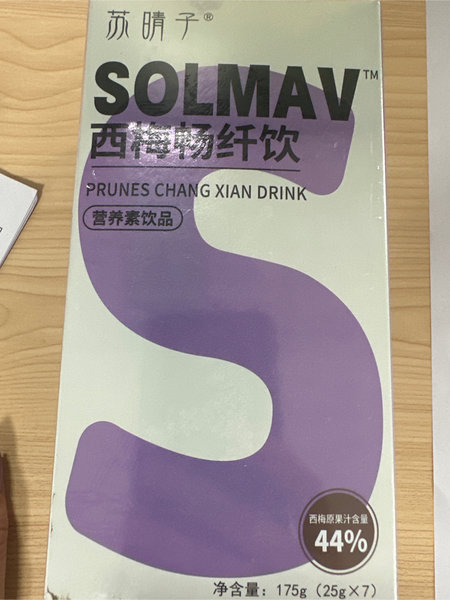 苏晴子®
SOLMAV™
西梅畅纤饮
PRUNES CHANG XIAN DRINK
营养素饮品
西梅原果汁含量
44%
净含量：175g（25g×7）